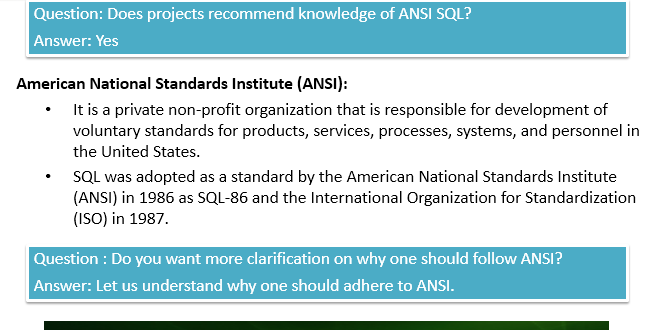 Question: Does projects recommend knowledge of ANSI SQL?
Answer: Yes
American National Standards Institute (ANSI):
• It is a private non-profit organization that is responsible for development of
voluntary standards for products, services, processes, systems, and personnel in
the United States.
• SQL was adopted as a standard by the American National Standards Institute
(ANSI) in 1986 as SQL-86 and the International Organization for Standardization
(ISO) in 1987.
Question : Do you want more clarification on why one should follow ANSI?
Answer: Let us understand why one should adhere to ANSI.